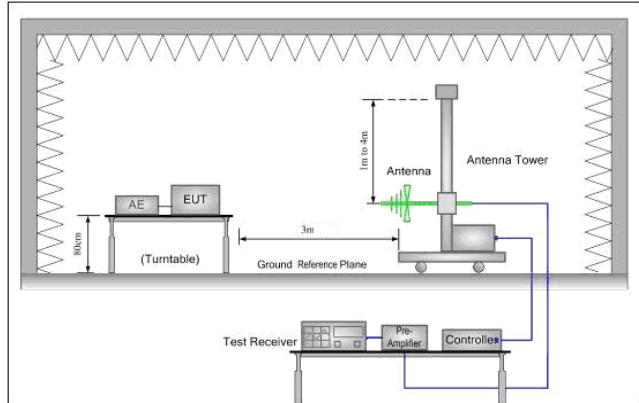 1m to 4m
Antenna
Antenna Tower
AE
EUT
80cm
(Turntable)
3m
Ground Reference Plane
Test Receiver
Pre-
Amplifier
Controller